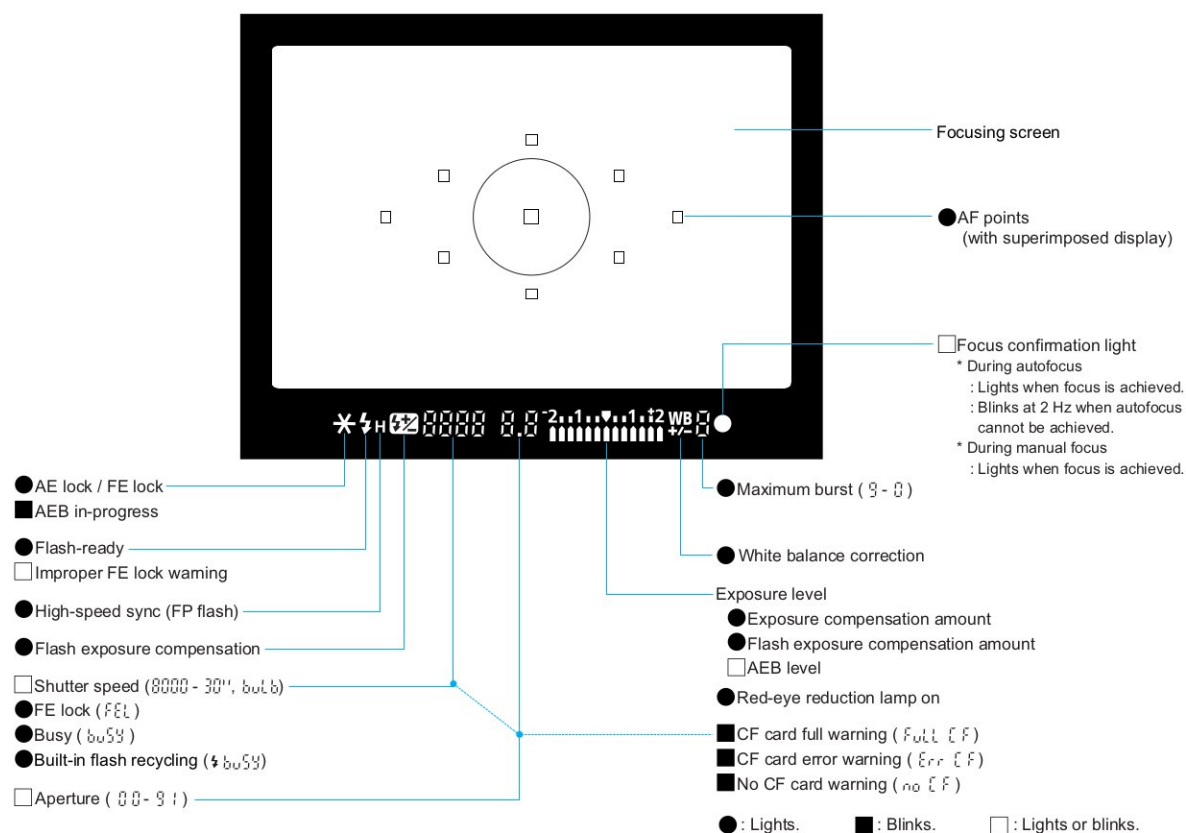 Focusing screen
●AF points
(with superimposed display)
□Focus confirmation light
* During autofocus
: Lights when focus is achieved.
: Blinks at 2 Hz when autofocus
cannot be achieved.
* During manual focus
: Lights when focus is achieved.
H 8888 8.8 -2..1..▼..1.+2 WB+/- 8
●AE lock / FE lock
■AEB in-progress
●Flash-ready
□Improper FE lock warning
●High-speed sync (FP flash)
●Flash exposure compensation
□Shutter speed (8000 - 30", bulb)
●FE lock (FEL)
●Busy (buSY)
●Built-in flash recycling (⚡buSY)
□Aperture (00 - 91)
●Maximum burst (9 - 0)
●White balance correction
Exposure level
●Exposure compensation amount
●Flash exposure compensation amount
□AEB level
●Red-eye reduction lamp on
■CF card full warning (FuLL CF)
■CF card error warning (Err CF)
■No CF card warning (no CF)
●: Lights. ■: Blinks. □: Lights or blinks.